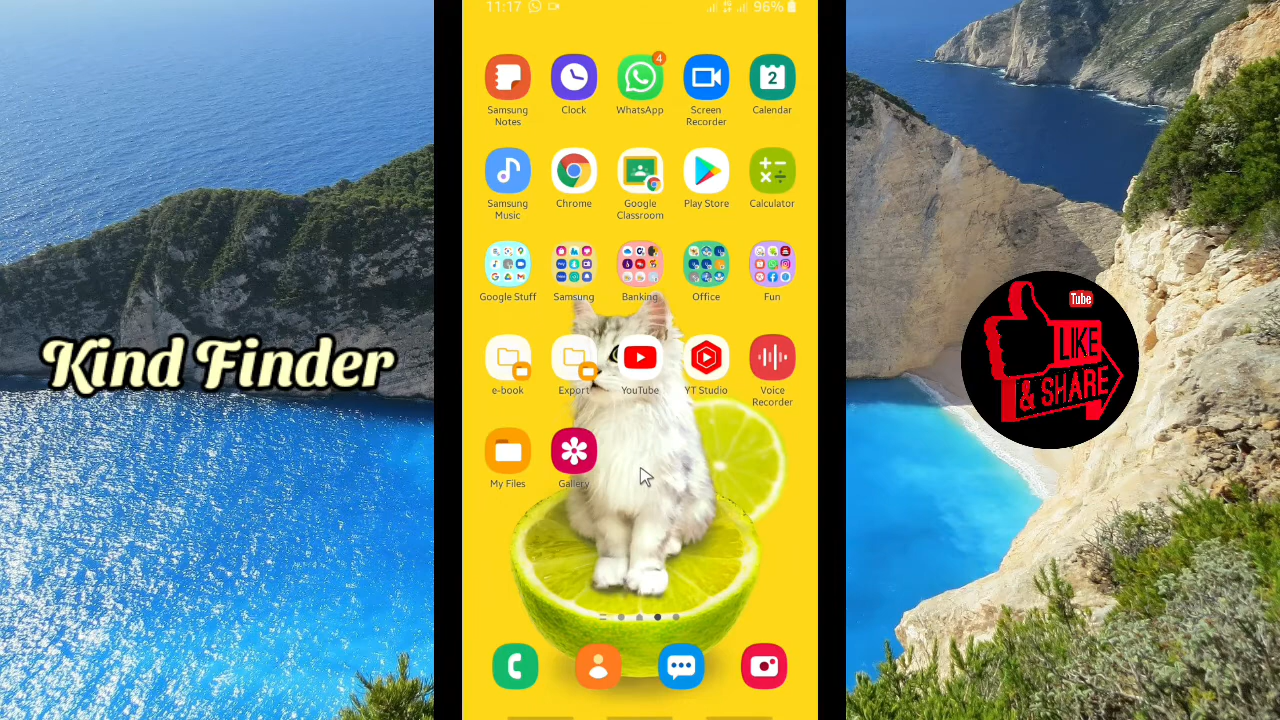 11:17 96%
4
2
Samsung Notes
Clock
WhatsApp
Screen Recorder
Calendar
Samsung Music
Chrome
Google Classroom
Play Store
Calculator
Google Stuff
Samsung
Banking
Office
Fun
e-book
Export
YouTube
YT Studio
Voice Recorder
My Files
Gallery
Kind Finder
Tube
LIKE
& SHARE